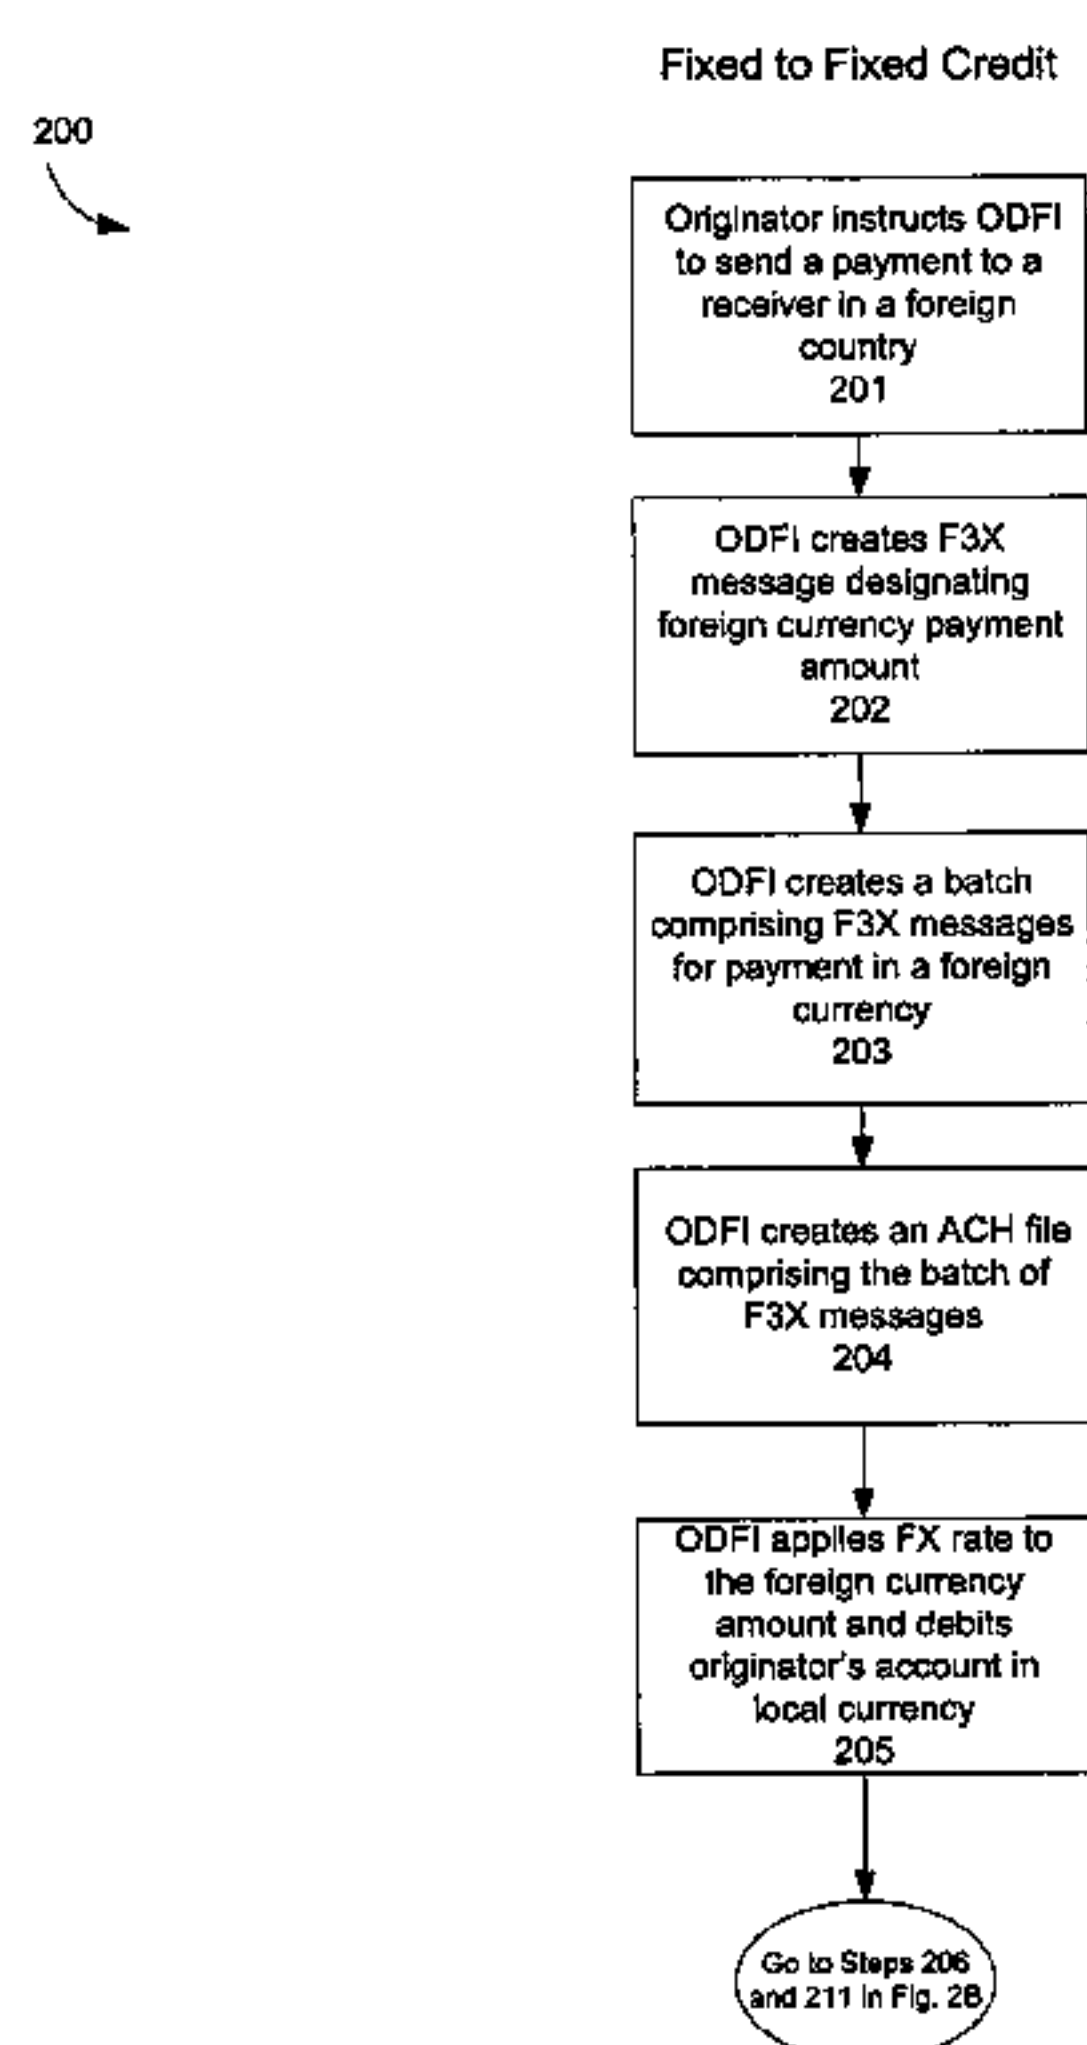 Fixed to Fixed Credit
200
Originator instructs ODFI
to send a payment to a
receiver in a foreign
country
201
ODFI creates F3X
message designating
foreign currency payment
amount
202
ODFI creates a batch
comprising F3X messages
for payment in a foreign
currency
203
ODFI creates an ACH file
comprising the batch of
F3X messages
204
ODFI applies FX rate to
the foreign currency
amount and debits
originator's account in
local currency
205
Go to Steps 206
and 211 in Fig. 2B